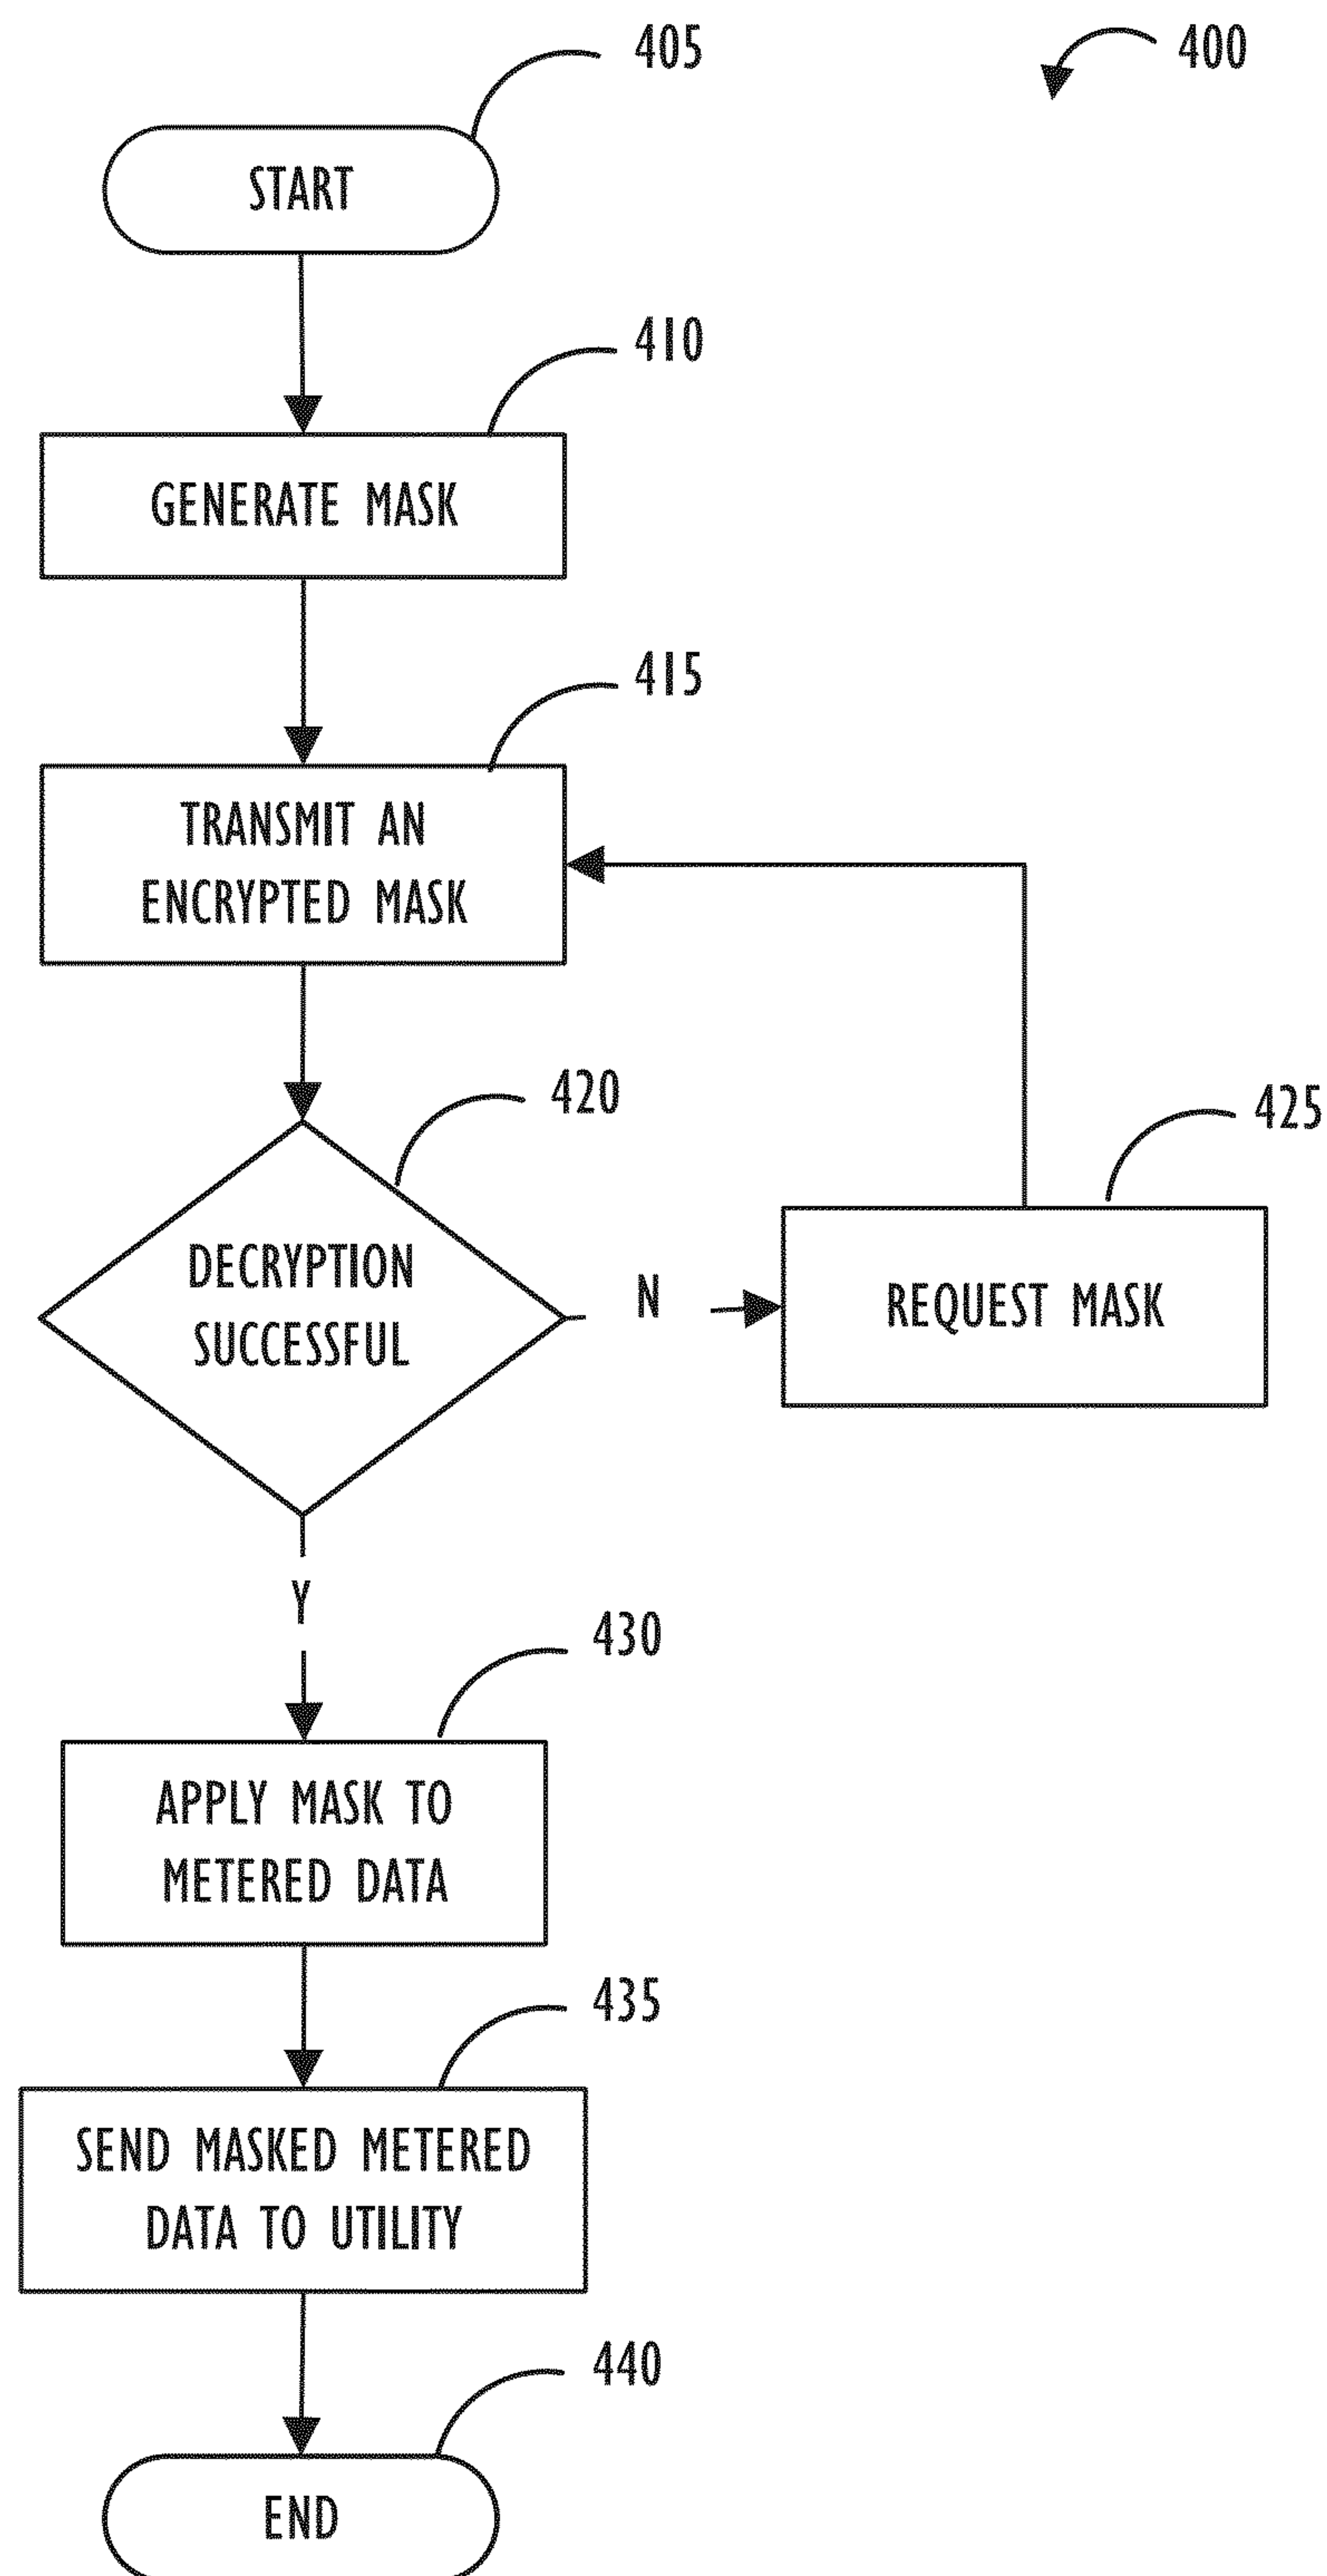 405
400
START
410
GENERATE MASK
415
TRANSMIT AN
ENCRYPTED MASK
420
425
DECRYPTION
SUCCESSFUL
N
REQUEST MASK
Y
430
APPLY MASK TO
METERED DATA
435
SEND MASKED METERED
DATA TO UTILITY
440
END